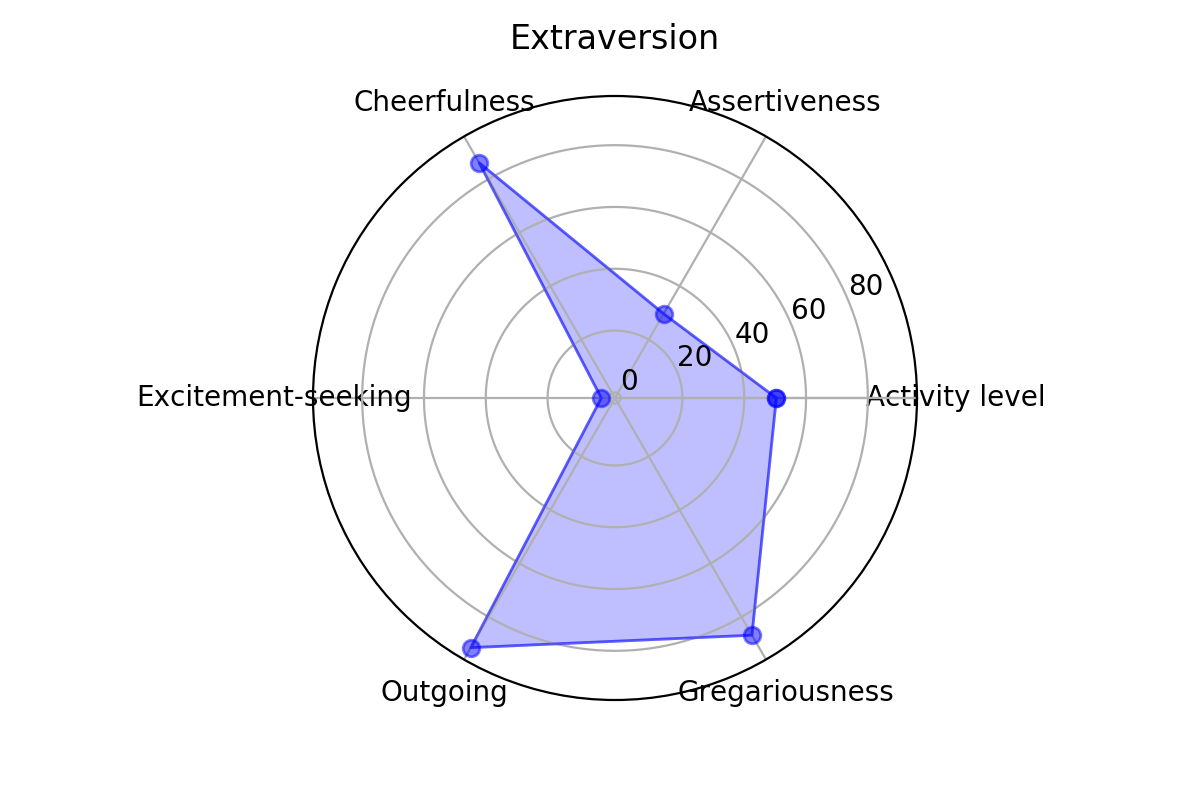 Extraversion
Cheerfulness
Assertiveness
80
60
40
20
0
Excitement-seeking
Activity level
Outgoing
Gregariousness